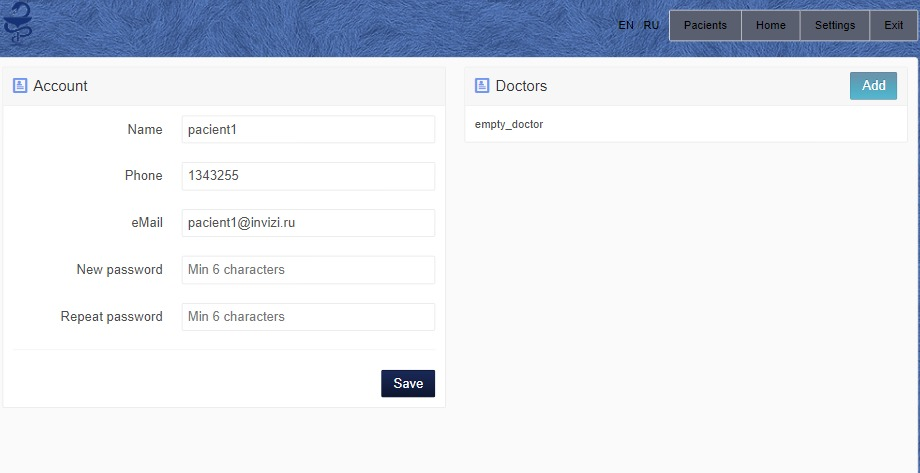 EN RU Pacients Home Settings Exit
Account
Name pacient1
Phone 1343255
eMail pacient1@invizi.ru
New password Min 6 characters
Repeat password Min 6 characters
Save
Doctors Add
empty_doctor